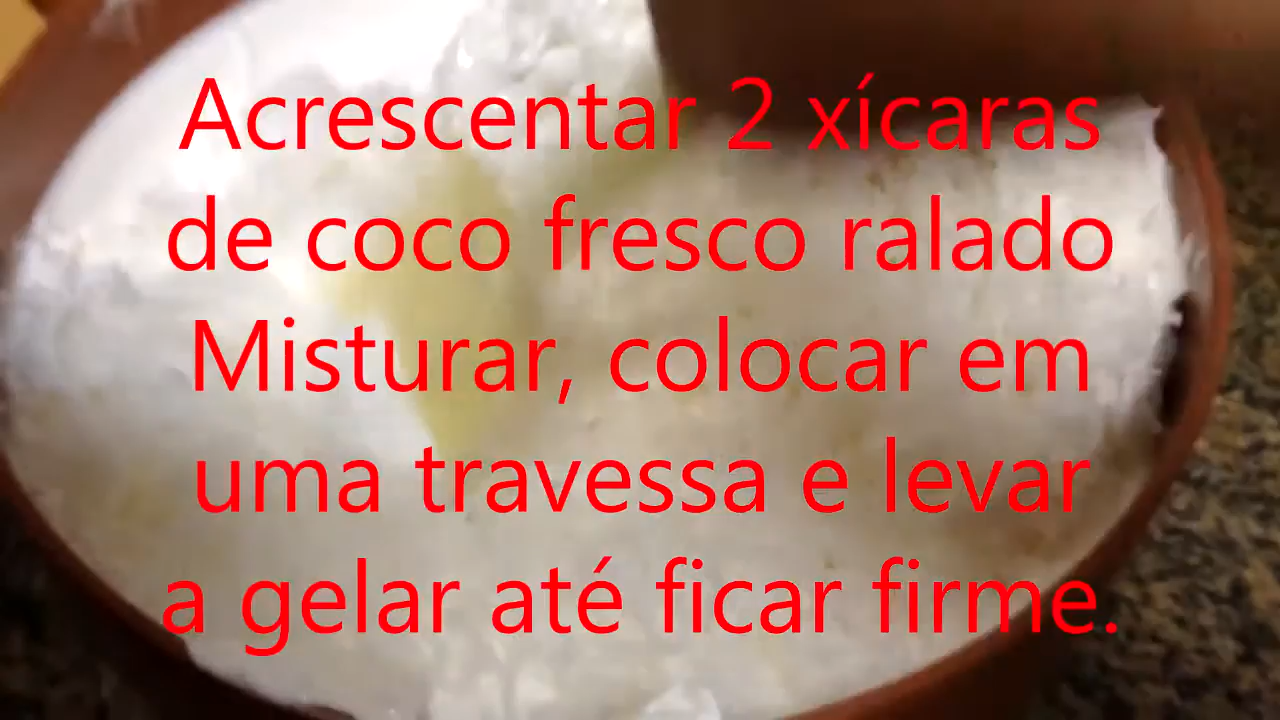 Acrescentar 2 xícaras
de coco fresco ralado
Misturar, colocar em
uma travessa e levar
a gelar até ficar firme.